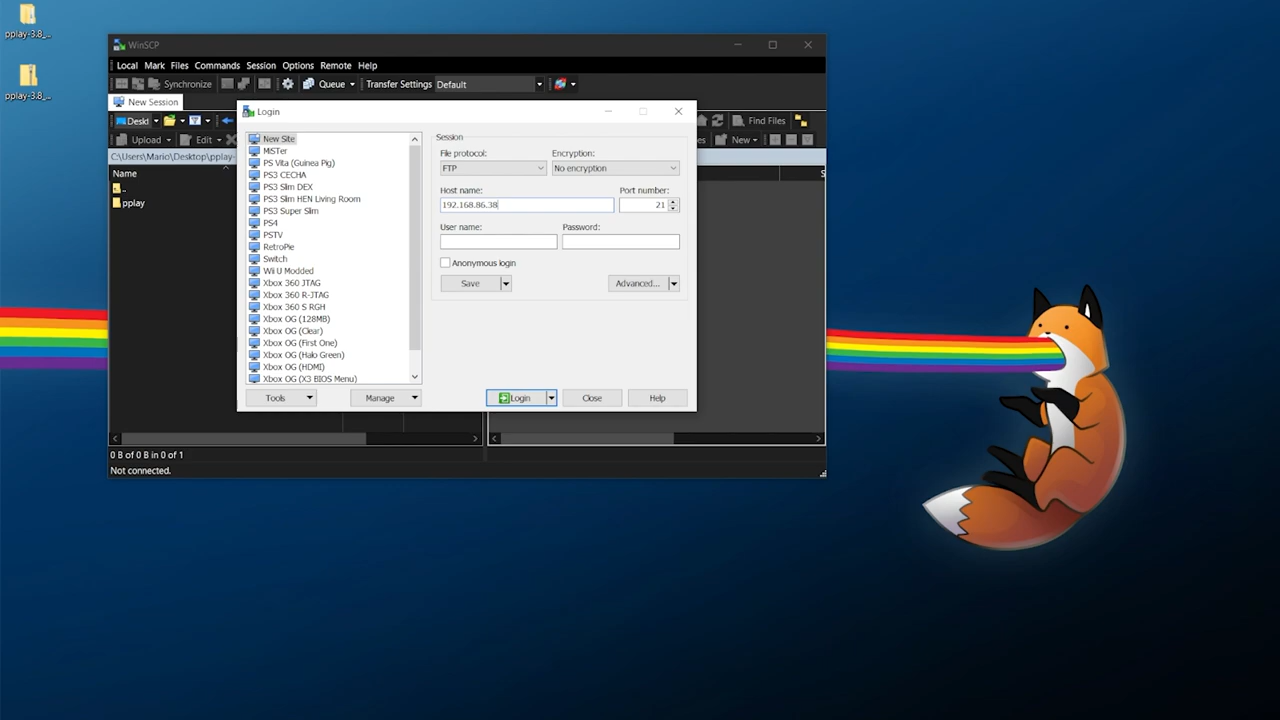 pplay-3.8_...
pplay-3.8_...
WinSCP
Local Mark Files Commands Session Options Remote Help
Synchronize Queue Transfer Settings Default
New Session
Login
Deskt
Find Files
Upload Edit
New
C:\Users\Mario\Desktop\pplay-
Name
S
..
pplay
New Site
MiSTer
PS Vita (Guinea Pig)
PS3 CECHA
PS3 Slim DEX
PS3 Slim HEN Living Room
PS3 Super Slim
PS4
PSTV
RetroPie
Switch
Wii U Modded
Xbox 360 JTAG
Xbox 360 R-JTAG
Xbox 360 S RGH
Xbox OG (128MB)
Xbox OG (Clear)
Xbox OG (First One)
Xbox OG (Halo Green)
Xbox OG (HDMI)
Xbox OG (X3 BIOS Menu)
Session
File protocol: Encryption:
FTP No encryption
Host name: Port number:
192.168.86.38 21
User name: Password:
Anonymous login
Save Advanced...
Tools Manage Login Close Help
0 B of 0 B in 0 of 1
Not connected.